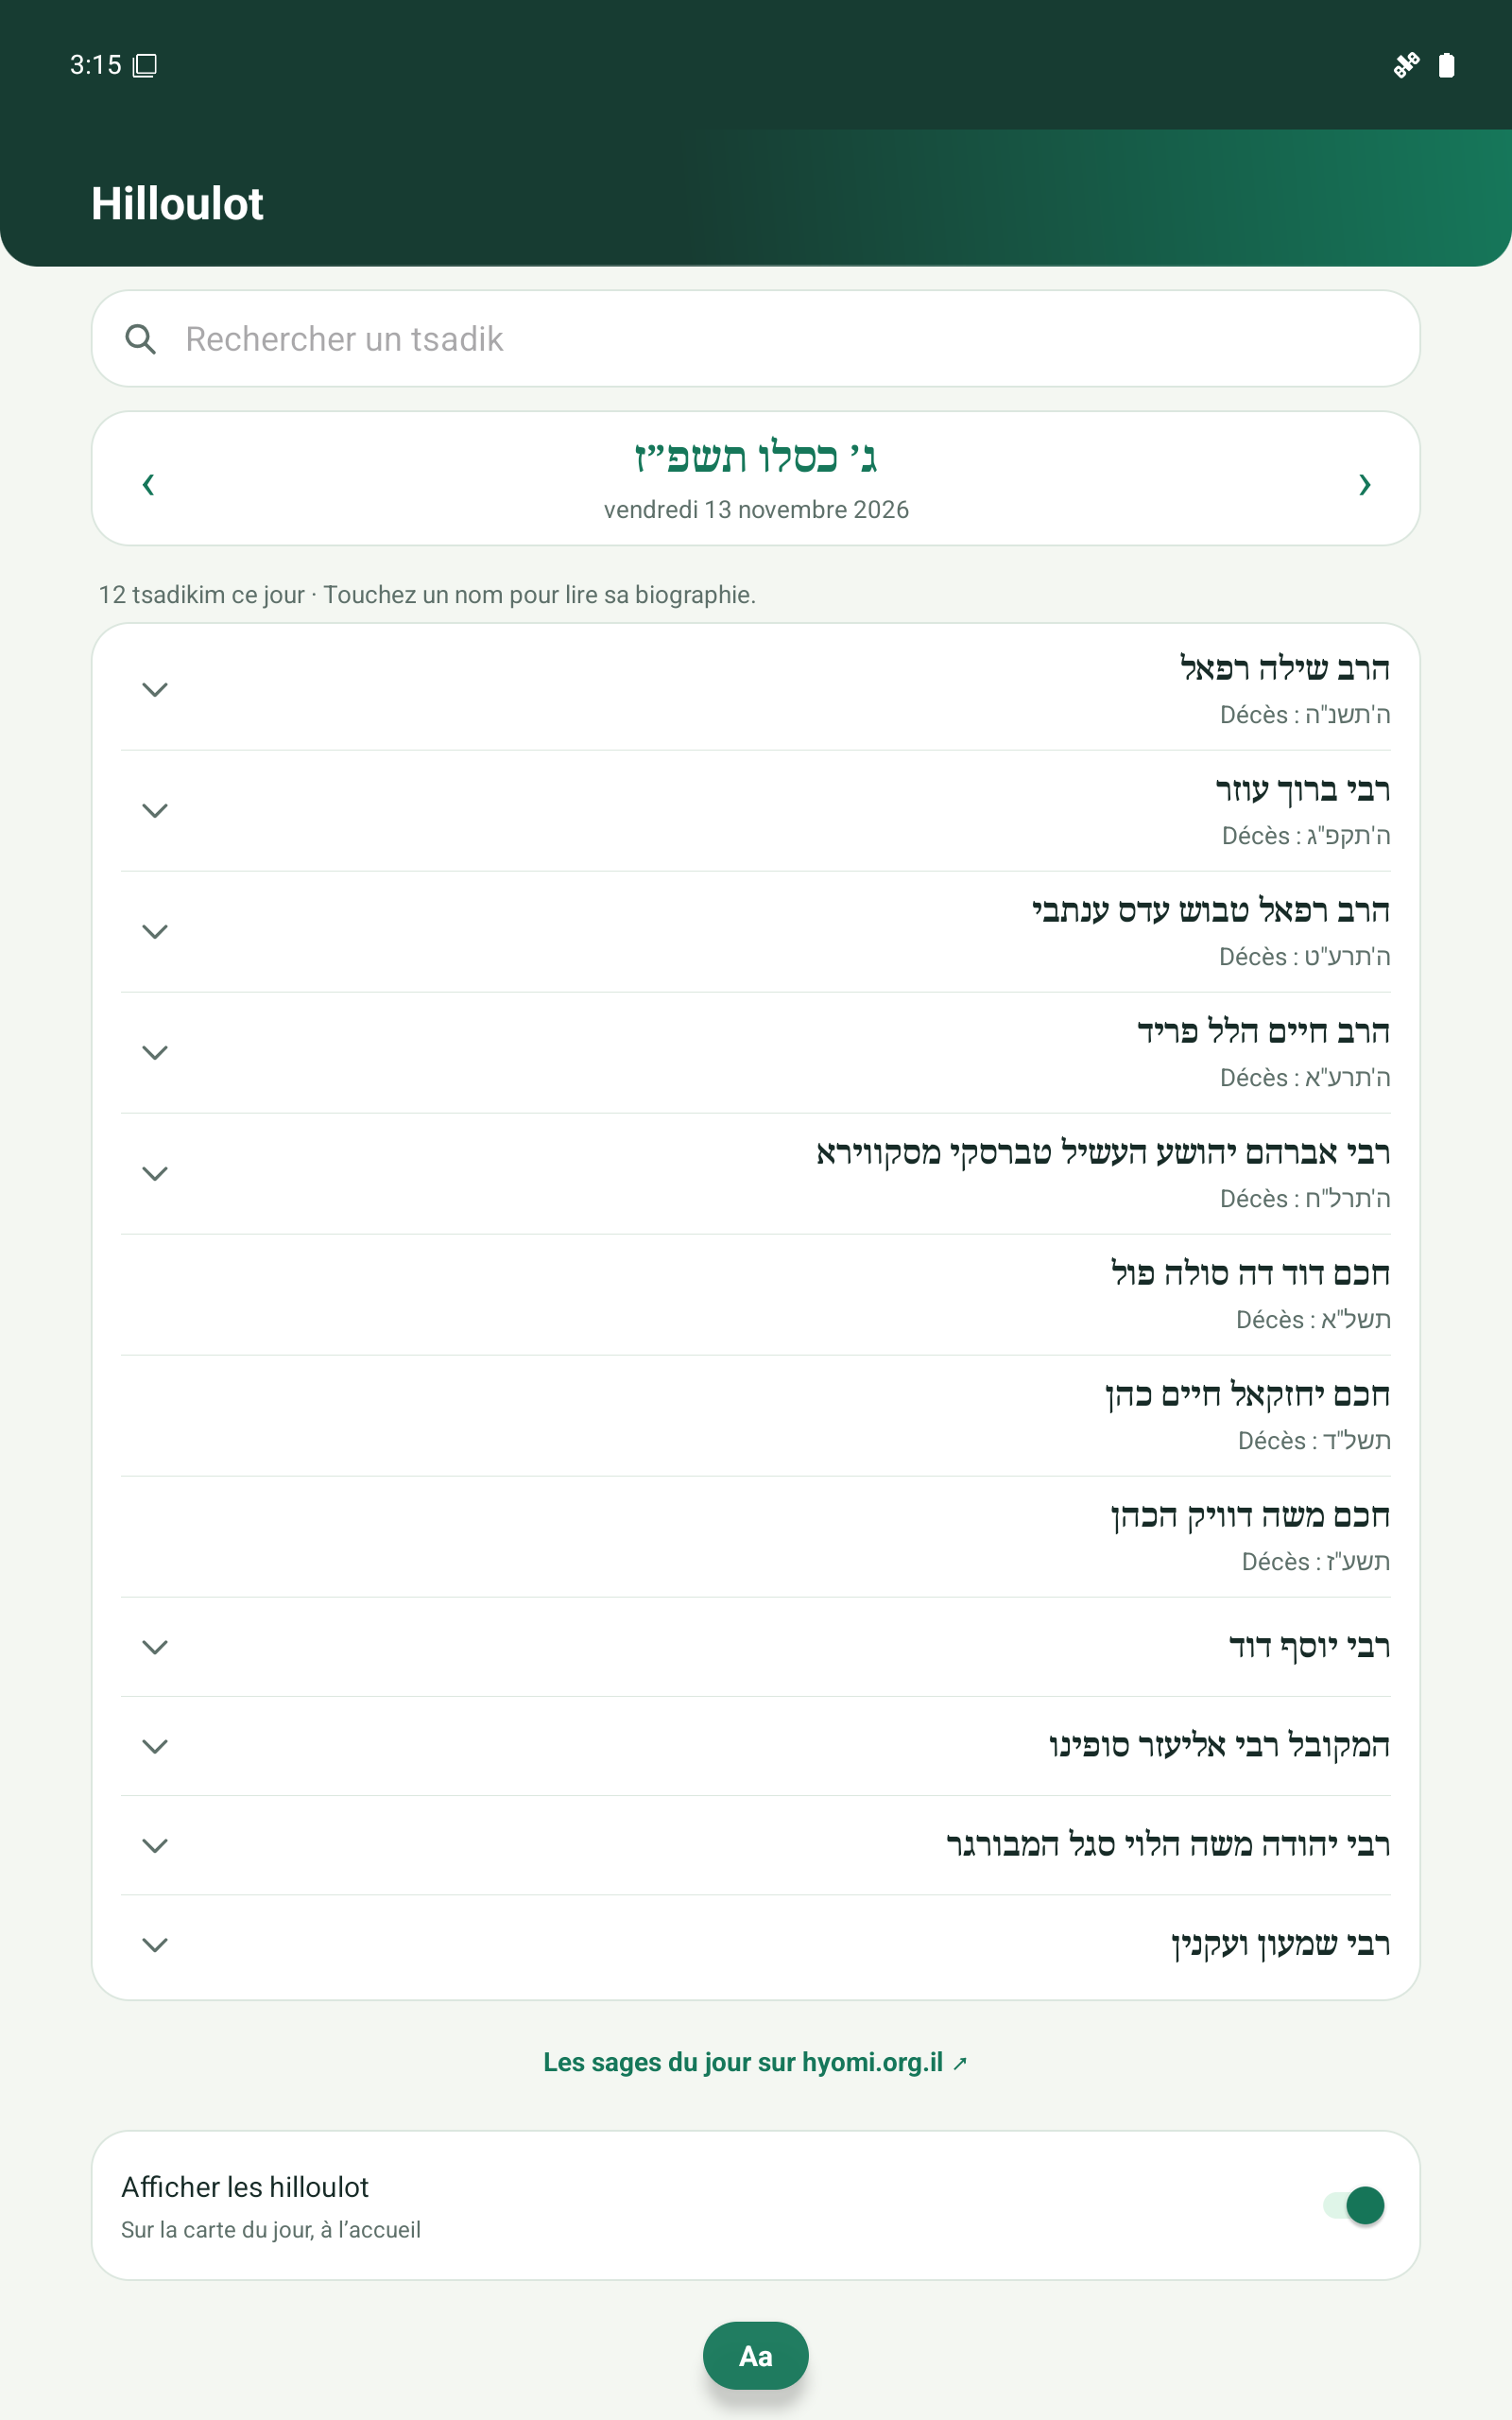 3:15
Hilloulot
Rechercher un tsadik
ג׳ כסלו תשפ״ז
vendredi 13 novembre 2026
12 tsadikim ce jour · Touchez un nom pour lire sa biographie.
הרב שילה רפאל
Décès : ה'תשנ"ה
רבי ברוך עוזר
Décès : ה'תקפ"ג
הרב רפאל טבוש עדס ענתבי
Décès : ה'תרע"ט
הרב חיים הלל פריד
Décès : ה'תרע"א
רבי אברהם יהושע העשיל טברסקי מסקווירא
Décès : ה'תרל"ח
חכם דוד דה סולה פול
Décès : תשל"א
חכם יחזקאל חיים כהן
Décès : תשל"ד
חכם משה דוויק הכהן
Décès : תשע"ז
רבי יוסף דוד
המקובל רבי אליעזר סופינו
רבי יהודה משה הלוי סגל המבורגר
רבי שמעון ועקנין
Les sages du jour sur hyomi.org.il ↗
Afficher les hilloulot
Sur la carte du jour, à l’accueil
Aa